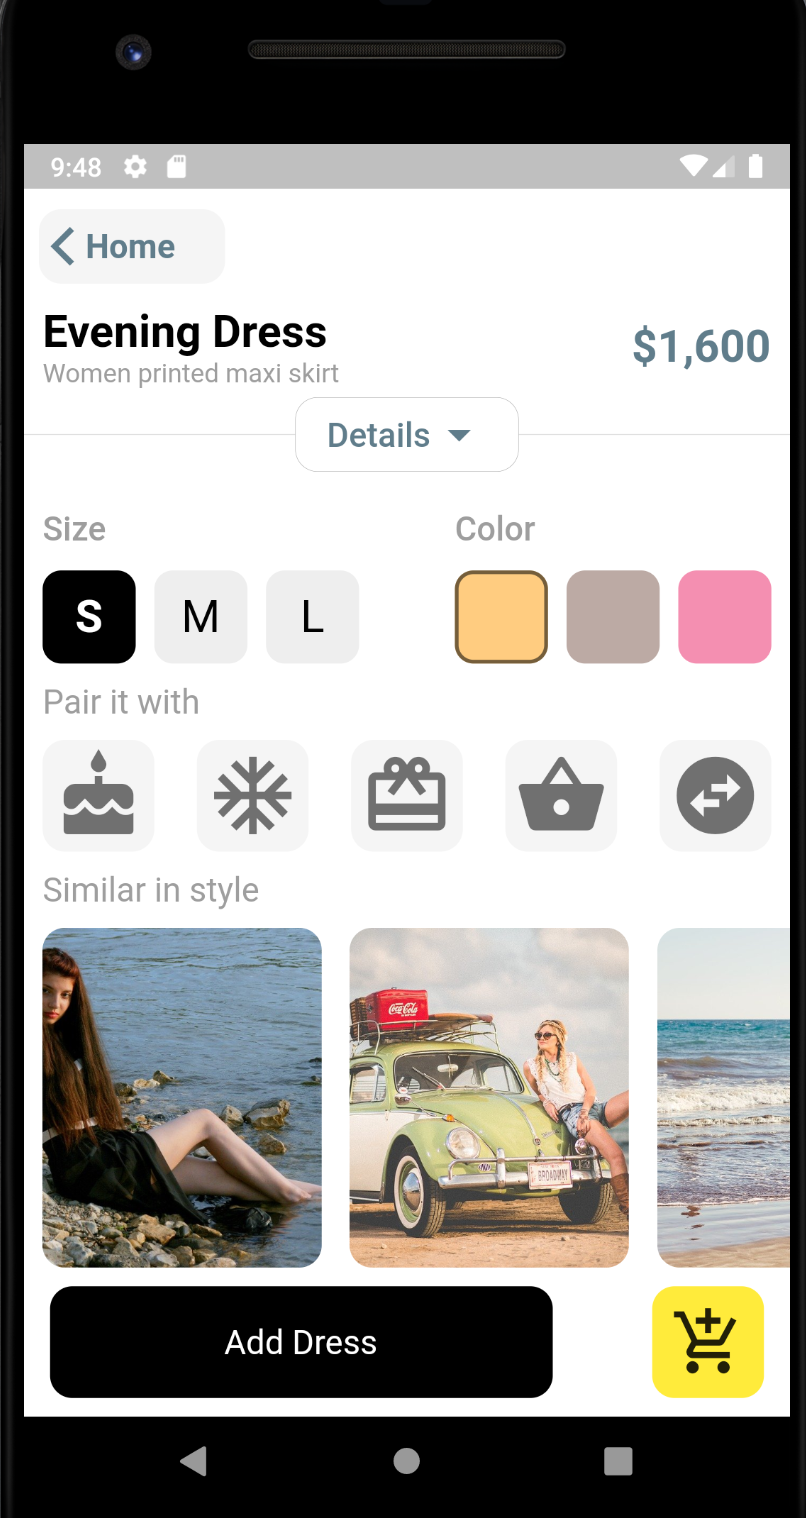 9:48
Home
Evening Dress
$1,600
Women printed maxi skirt
Details
Size
Color
S
M
L
Pair it with
Similar in style
Coca-Cola
BROADWAY
Add Dress